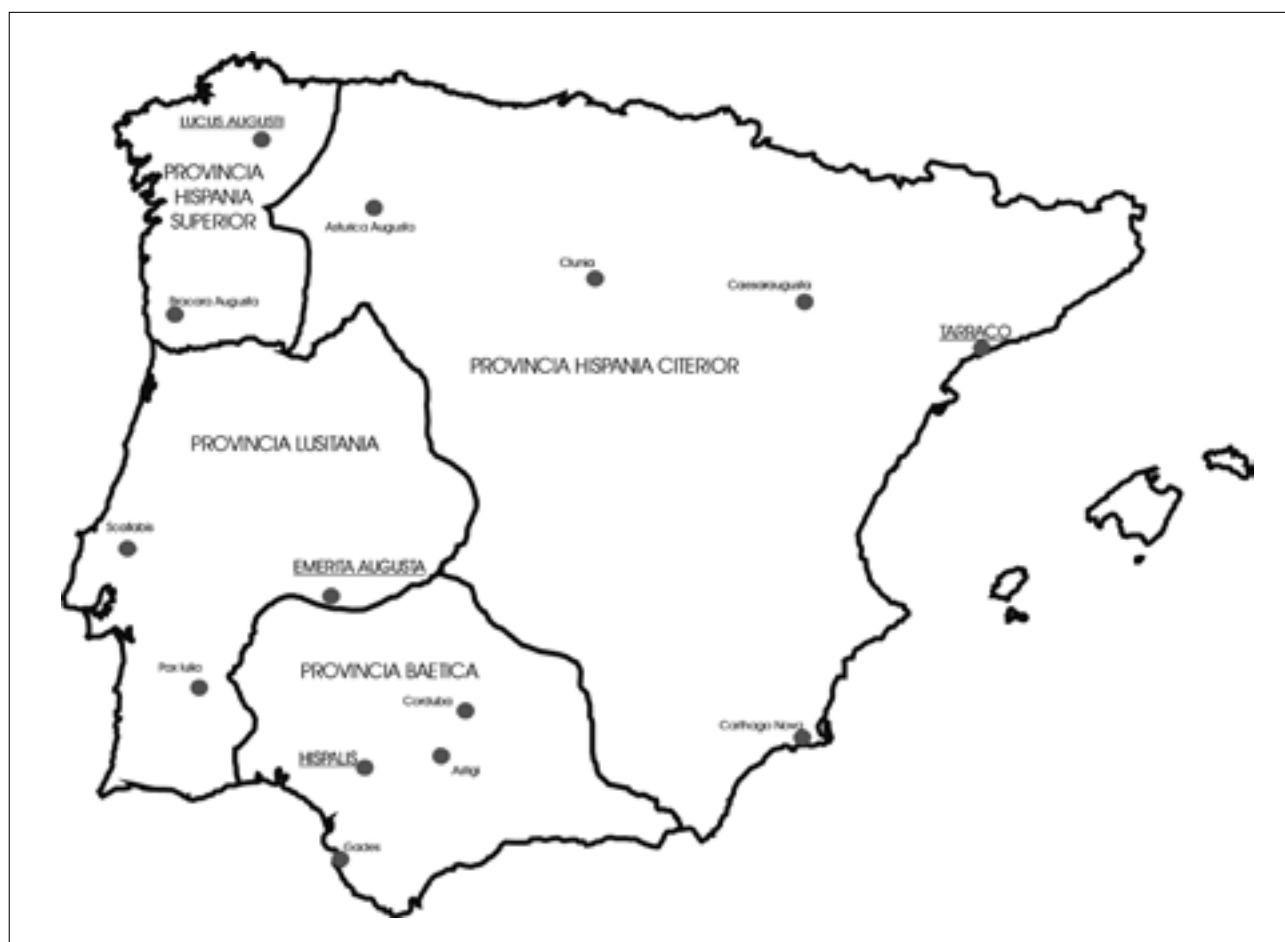 LUCUS AUGUSTI
PROVINCIA
HISPANIA
SUPERIOR
Asturica Augusta
Clunia
Caesaraugusta
Bracara Augusta
TARRACO
PROVINCIA HISPANIA CITERIOR
PROVINCIA LUSITANIA
Scallabis
EMERITA AUGUSTA
Pax Iulia
PROVINCIA BAETICA
Corduba
Carthago Nova
HISPALIS
Astigi
Gades